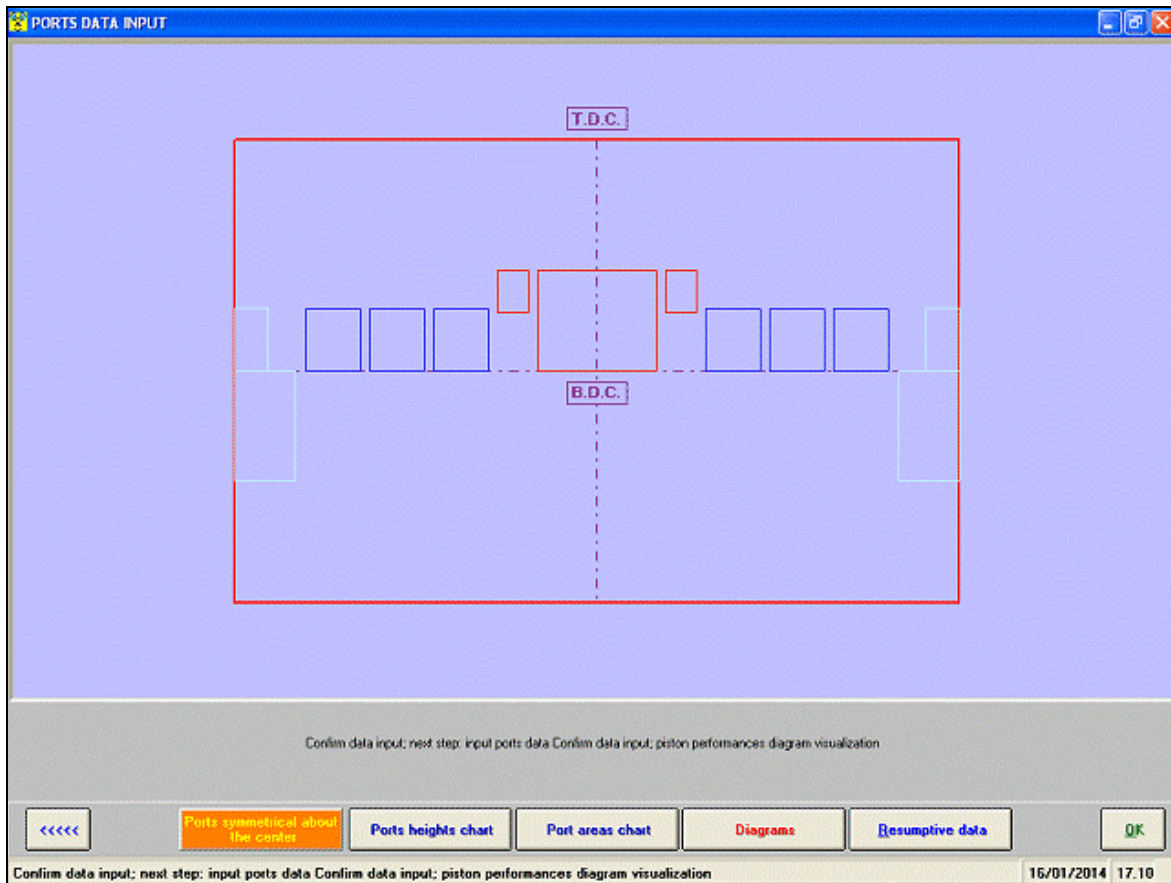 PORTS DATA INPUT
T.D.C.
B.D.C.
Confirm data input; next step: input ports data Confirm data input; piston performances diagram visualization
<<<<<
Ports symmetrical about
the center
Ports heights chart
Port areas chart
Diagrams
Resumptive data
OK
Confirm data input; next step: input ports data Confirm data input; piston performances diagram visualization
16/01/2014
17.10